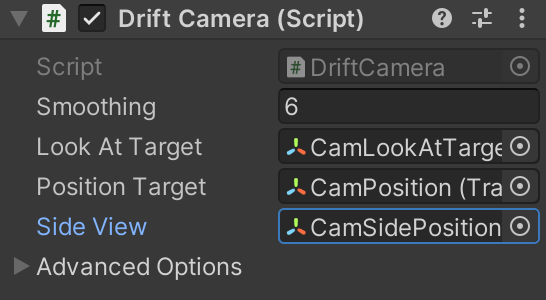 Drift Camera (Script)
Script DriftCamera
Smoothing 6
Look At Target CamLookAtTarge
Position Target CamPosition (Tra
Side View CamSidePosition
Advanced Options